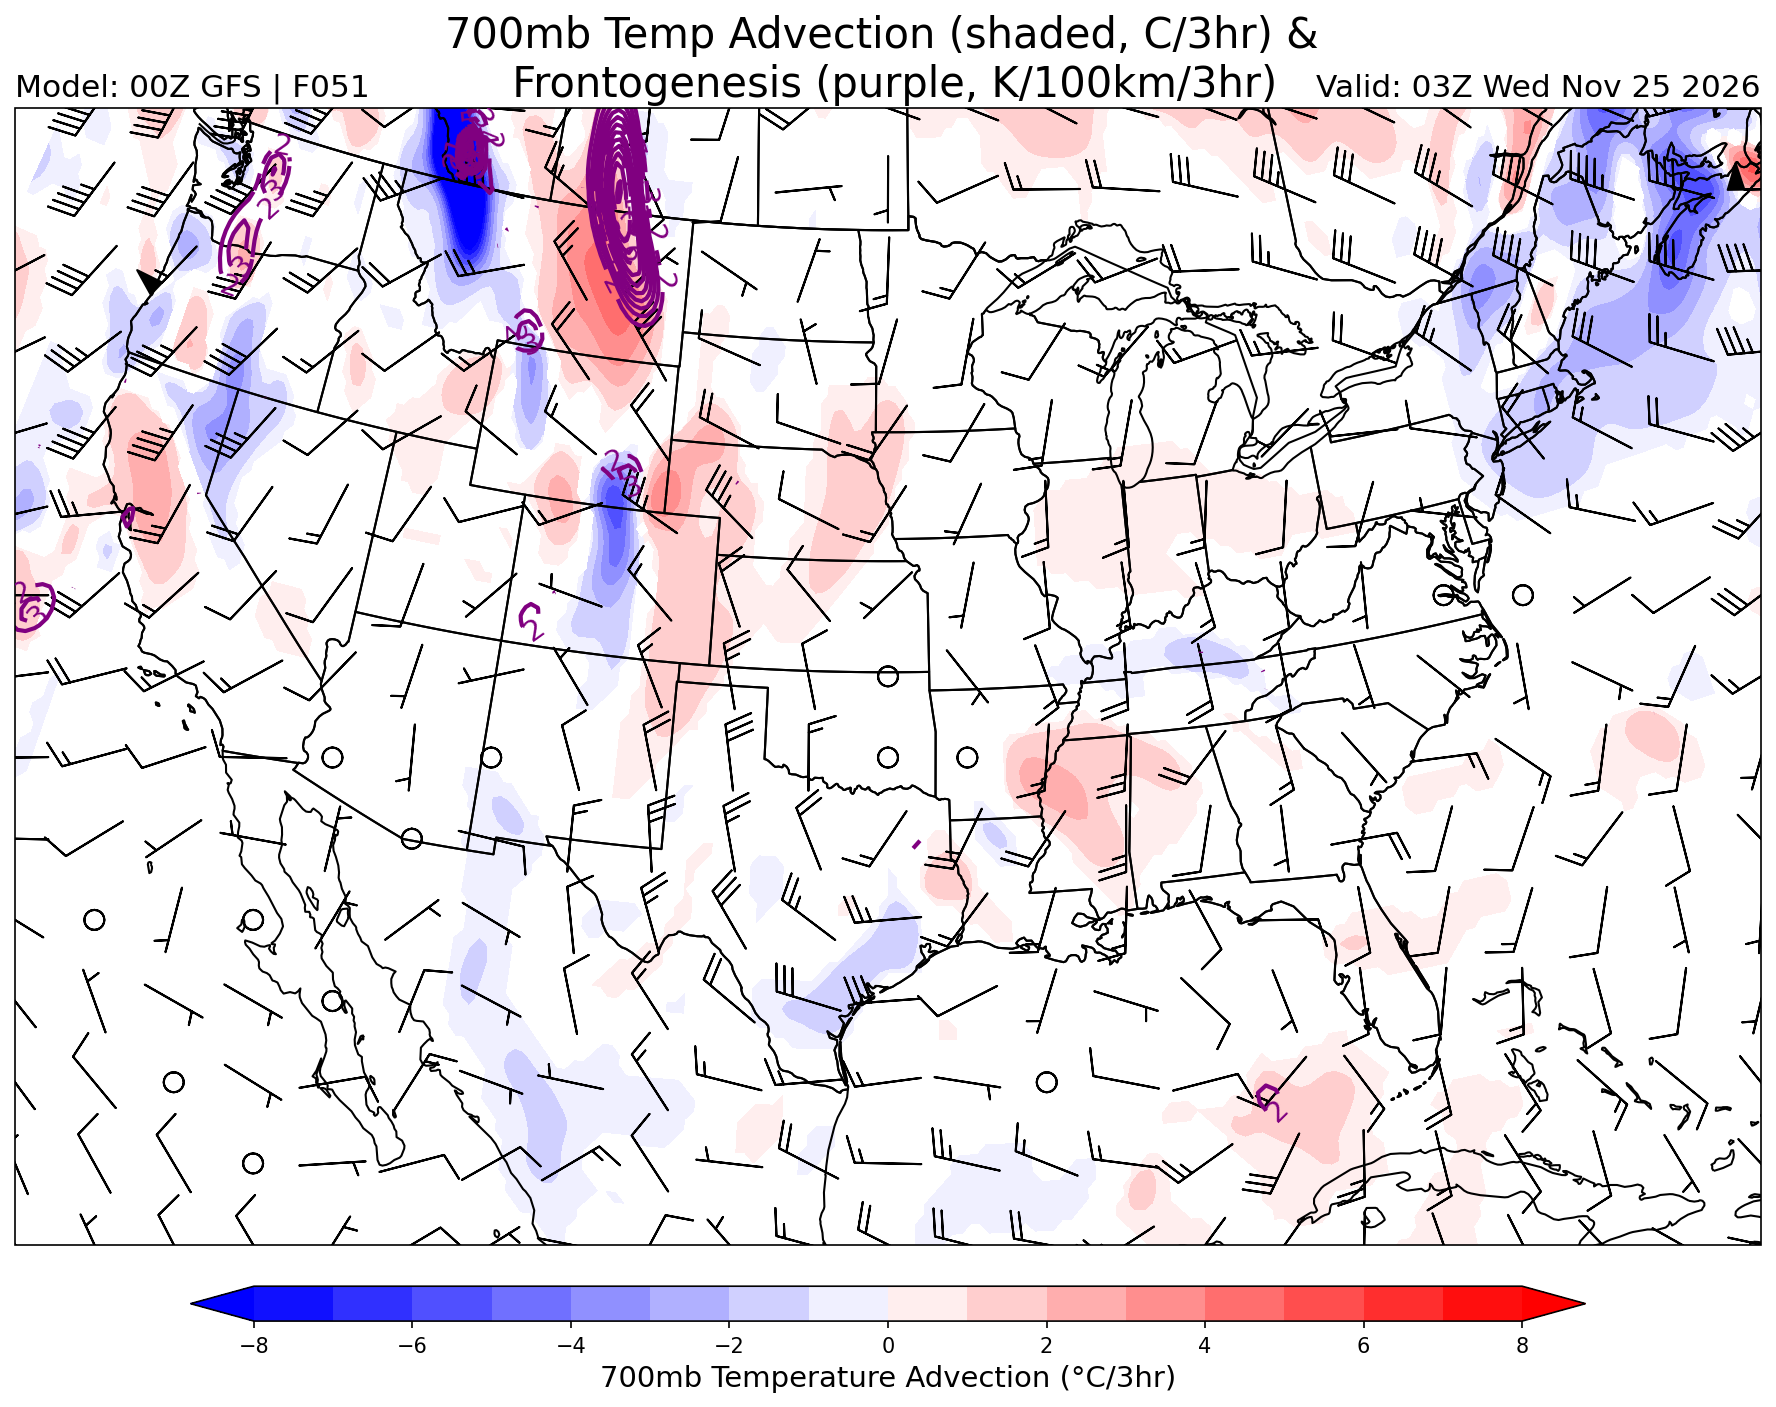 700mb Temp Advection (shaded, C/3hr) &
Model: 00Z GFS | F051 Frontogenesis (purple, K/100km/3hr) Valid: 03Z Wed Nov 25 2026
−8 −6 −4 −2 0 2 4 6 8
700mb Temperature Advection (°C/3hr)